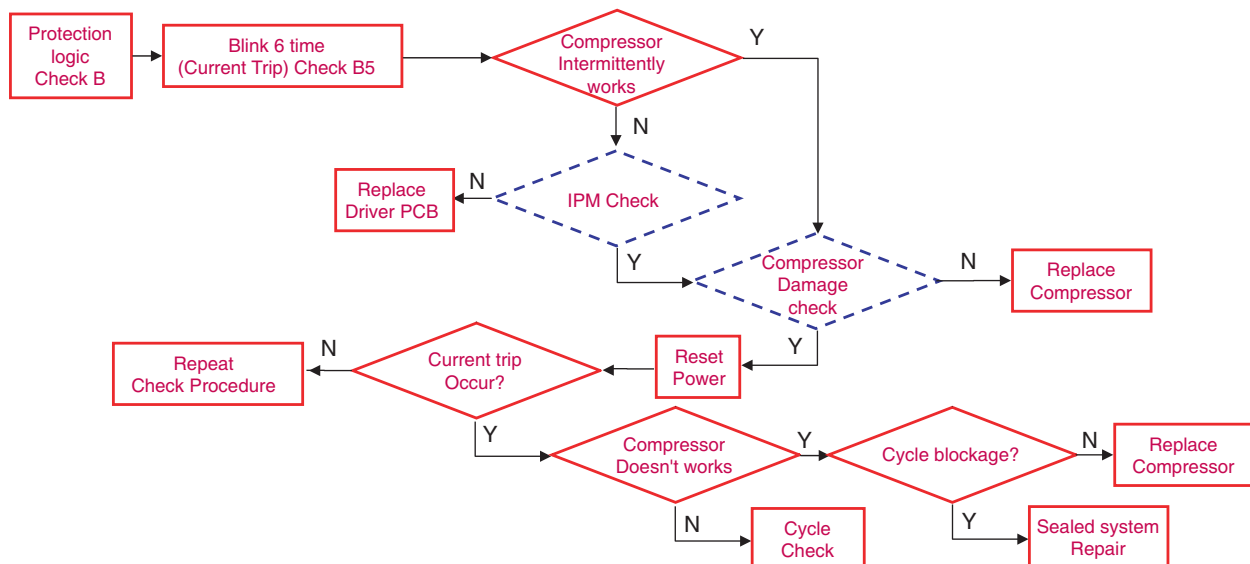 Protection
logic
Check B
Blink 6 time
(Current Trip) Check B5
Compressor
Intermittently
works
Y
N
IPM Check
N
Replace
Driver PCB
Y
Compressor
Damage
check
N
Replace
Compressor
Y
Reset
Power
Current trip
Occur?
N
Repeat
Check Procedure
Y
Compressor
Doesn't works
Y
Cycle blockage?
N
Replace
Compressor
N
Cycle
Check
Y
Sealed system
Repair